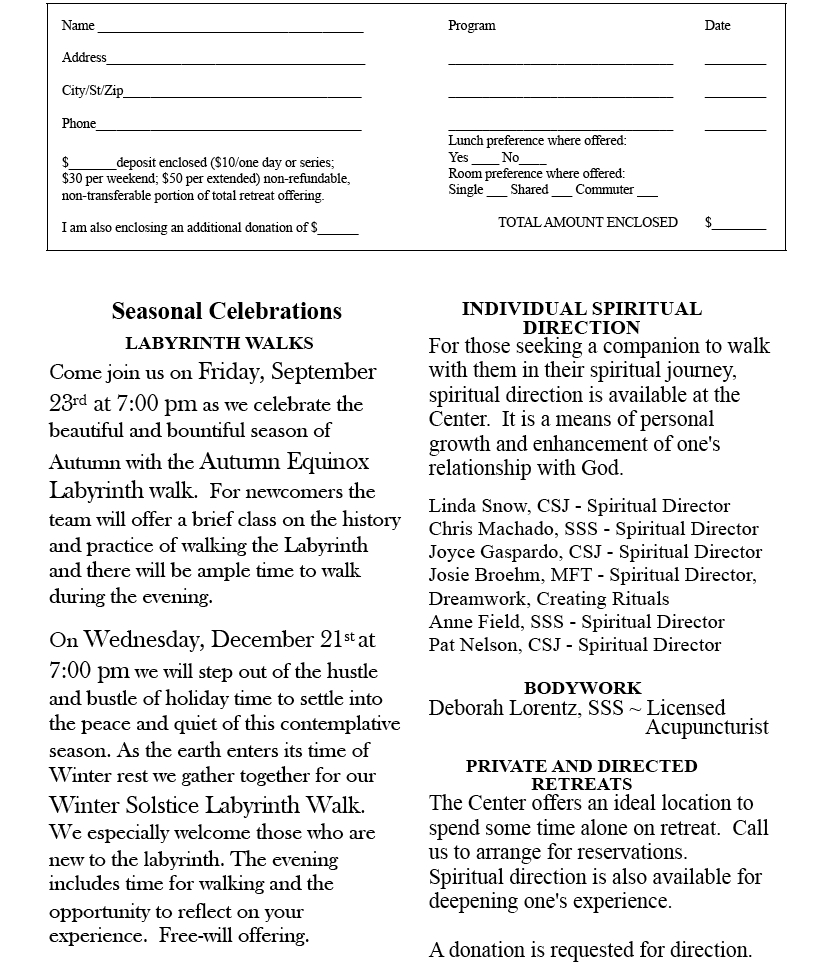 Name ______________________________________
Address_____________________________________
City/St/Zip__________________________________
Phone______________________________________
$_______deposit enclosed ($10/one day or series;
$30 per weekend; $50 per extended) non-refundable,
non-transferable portion of total retreat offering.
I am also enclosing an additional donation of $______
Program Date
_________________________________ _________
_________________________________ _________
_________________________________ _________
Lunch preference where offered:
Yes ____ No____
Room preference where offered:
Single ___ Shared ___ Commuter ___
TOTAL AMOUNT ENCLOSED $________
Seasonal Celebrations
LABYRINTH WALKS
Come join us on Friday, September
23rd at 7:00 pm as we celebrate the
beautiful and bountiful season of
Autumn with the Autumn Equinox
Labyrinth walk. For newcomers the
team will offer a brief class on the history
and practice of walking the Labyrinth
and there will be ample time to walk
during the evening.
On Wednesday, December 21st at
7:00 pm we will step out of the hustle
and bustle of holiday time to settle into
the peace and quiet of this contemplative
season. As the earth enters its time of
Winter rest we gather together for our
Winter Solstice Labyrinth Walk.
We especially welcome those who are
new to the labyrinth. The evening
includes time for walking and the
opportunity to reflect on your
experience. Free-will offering.
INDIVIDUAL SPIRITUAL
DIRECTION
For those seeking a companion to walk
with them in their spiritual journey,
spiritual direction is available at the
Center. It is a means of personal
growth and enhancement of one's
relationship with God.
Linda Snow, CSJ - Spiritual Director
Chris Machado, SSS - Spiritual Director
Joyce Gaspardo, CSJ - Spiritual Director
Josie Broehm, MFT - Spiritual Director,
Dreamwork, Creating Rituals
Anne Field, SSS - Spiritual Director
Pat Nelson, CSJ - Spiritual Director
BODYWORK
Deborah Lorentz, SSS ~ Licensed
Acupuncturist
PRIVATE AND DIRECTED
RETREATS
The Center offers an ideal location to
spend some time alone on retreat. Call
us to arrange for reservations.
Spiritual direction is also available for
deepening one's experience.
A donation is requested for direction.